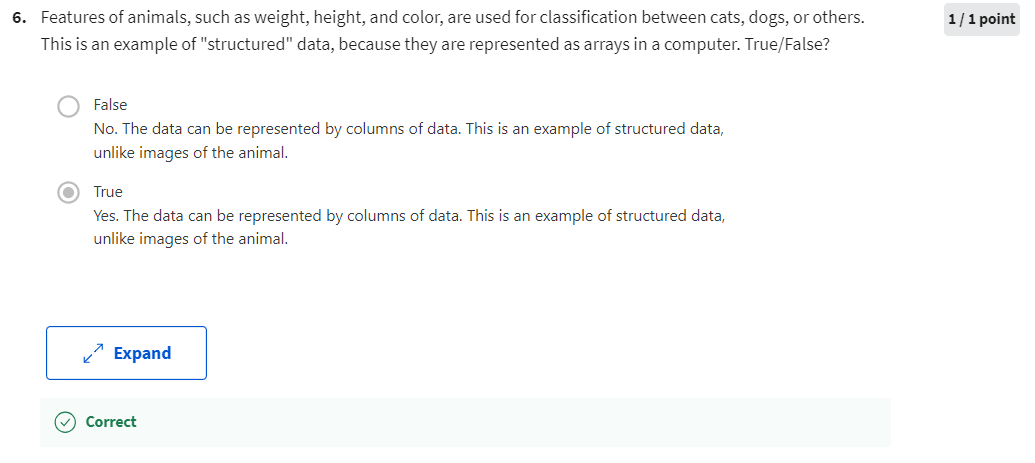 6. Features of animals, such as weight, height, and color, are used for classification between cats, dogs, or others.
1 / 1 point
This is an example of "structured" data, because they are represented as arrays in a computer. True/False?
False
No. The data can be represented by columns of data. This is an example of structured data,
unlike images of the animal.
True
Yes. The data can be represented by columns of data. This is an example of structured data,
unlike images of the animal.
Expand
Correct